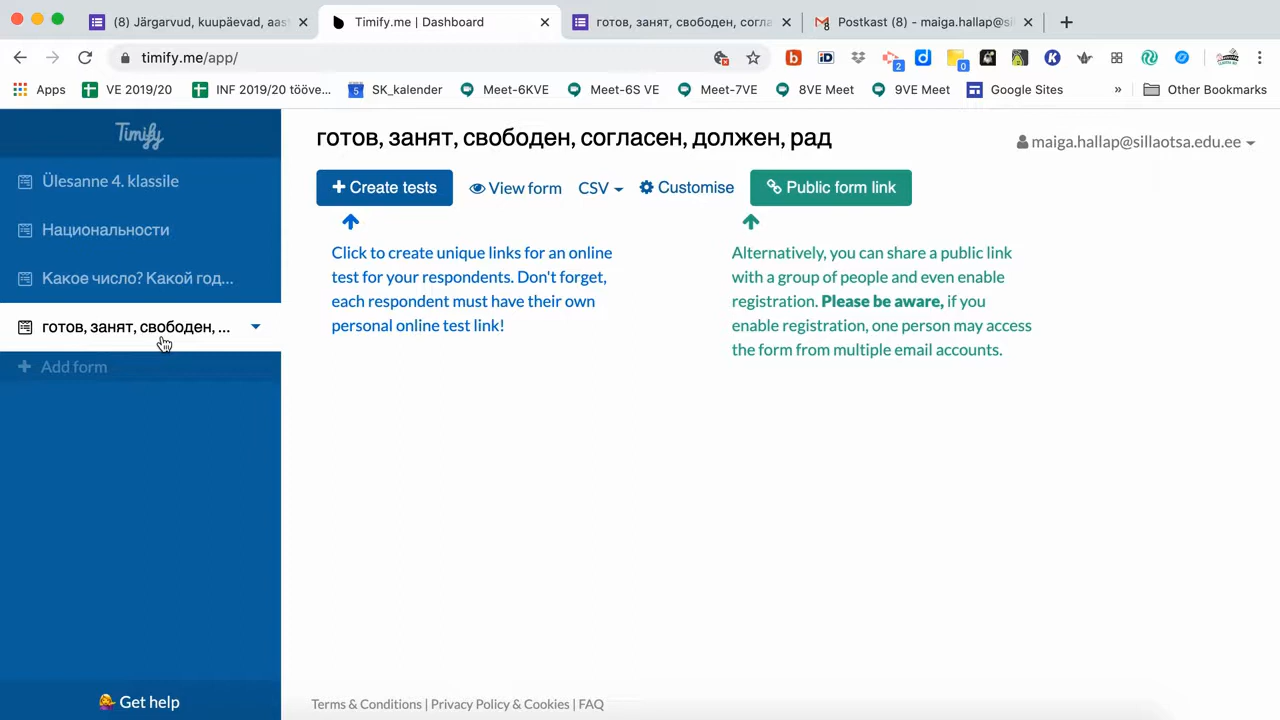 (8) Järgarvud, kuupäevad, aast
Timify.me | Dashboard
готов, занят, свободен, согла
Postkast (8) - maiga.hallap@si
timify.me/app/
Apps
VE 2019/20
INF 2019/20 tööve...
SK_kalender
Meet-6KVE
Meet-6S VE
Meet-7VE
8VE Meet
9VE Meet
Google Sites
»
Other Bookmarks
Timify
Ülesanne 4. klassile
Национальности
Какое число? Какой год...
готов, занят, свободен, ...
+ Add form
Get help
готов, занят, свободен, согласен, должен, рад
maiga.hallap@sillaotsa.edu.ee
+ Create tests
View form
CSV
Customise
Public form link
Click to create unique links for an online
test for your respondents. Don't forget,
each respondent must have their own
personal online test link!
Alternatively, you can share a public link
with a group of people and even enable
registration. Please be aware, if you
enable registration, one person may access
the form from multiple email accounts.
Terms & Conditions | Privacy Policy & Cookies | FAQ